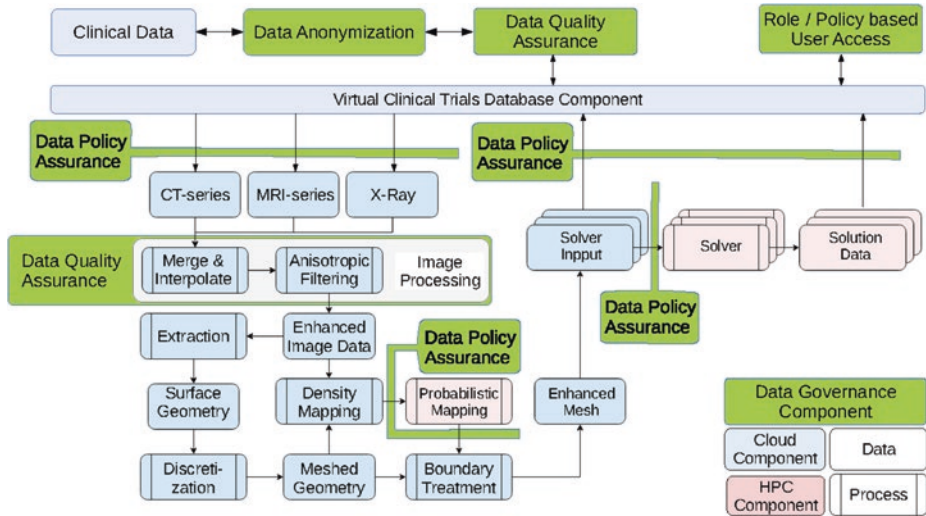 Clinical Data
Data Anonymization
Data Quality
Assurance
Role / Policy based
User Access
Virtual Clinical Trials Database Component
Data Policy
Assurance
Data Policy
Assurance
CT-series
MRI-series
X-Ray
Data Quality
Assurance
Merge &
Interpolate
Anisotropic
Filtering
Image
Processing
Solver
Innput
Solver
Solution
Data
Data Policy
Assurance
Extraction
Enhanced
Image Data
Data Policy
Assurance
Surface
Geometry
Density
Mapping
Probabilistic
Mapping
Enhanced
Mesh
Discreti-
zation
Meshed
Geometry
Boundary
Treatment
Data Governance
Component
Cloud
Component
Data
HPC
Component
Process